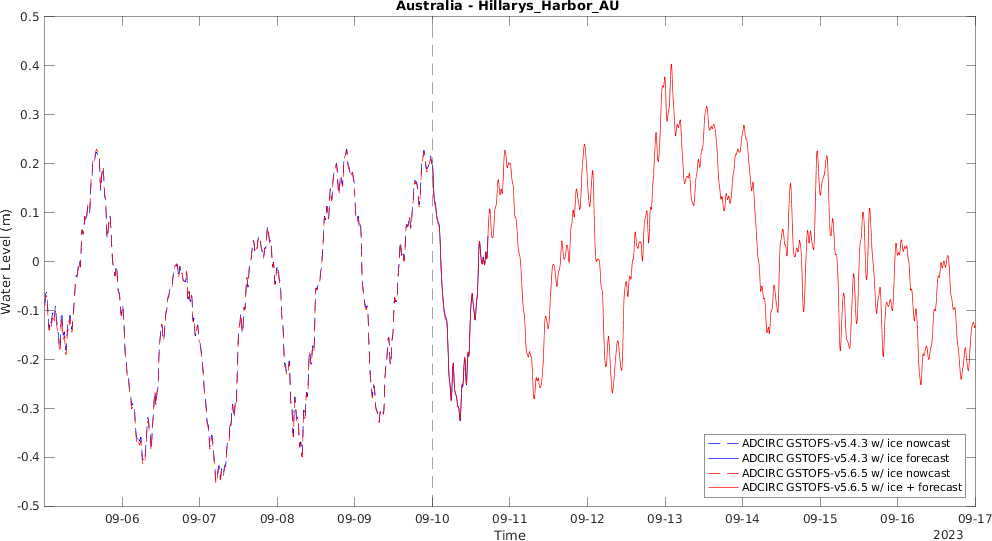 Australia - Hillarys_Harbor_AU
0.5
0.4
0.3
0.2
0.1
0
-0.1
-0.2
-0.3
-0.4
-0.5
Water Level (m)
ADCIRC GSTOFS-v5.4.3 w/ ice nowcast
ADCIRC GSTOFS-v5.4.3 w/ ice forecast
ADCIRC GSTOFS-v5.6.5 w/ ice nowcast
ADCIRC GSTOFS-v5.6.5 w/ ice + forecast
09-06 09-07 09-08 09-09 09-10 09-11 09-12 09-13 09-14 09-15 09-16 09-17
Time
2023